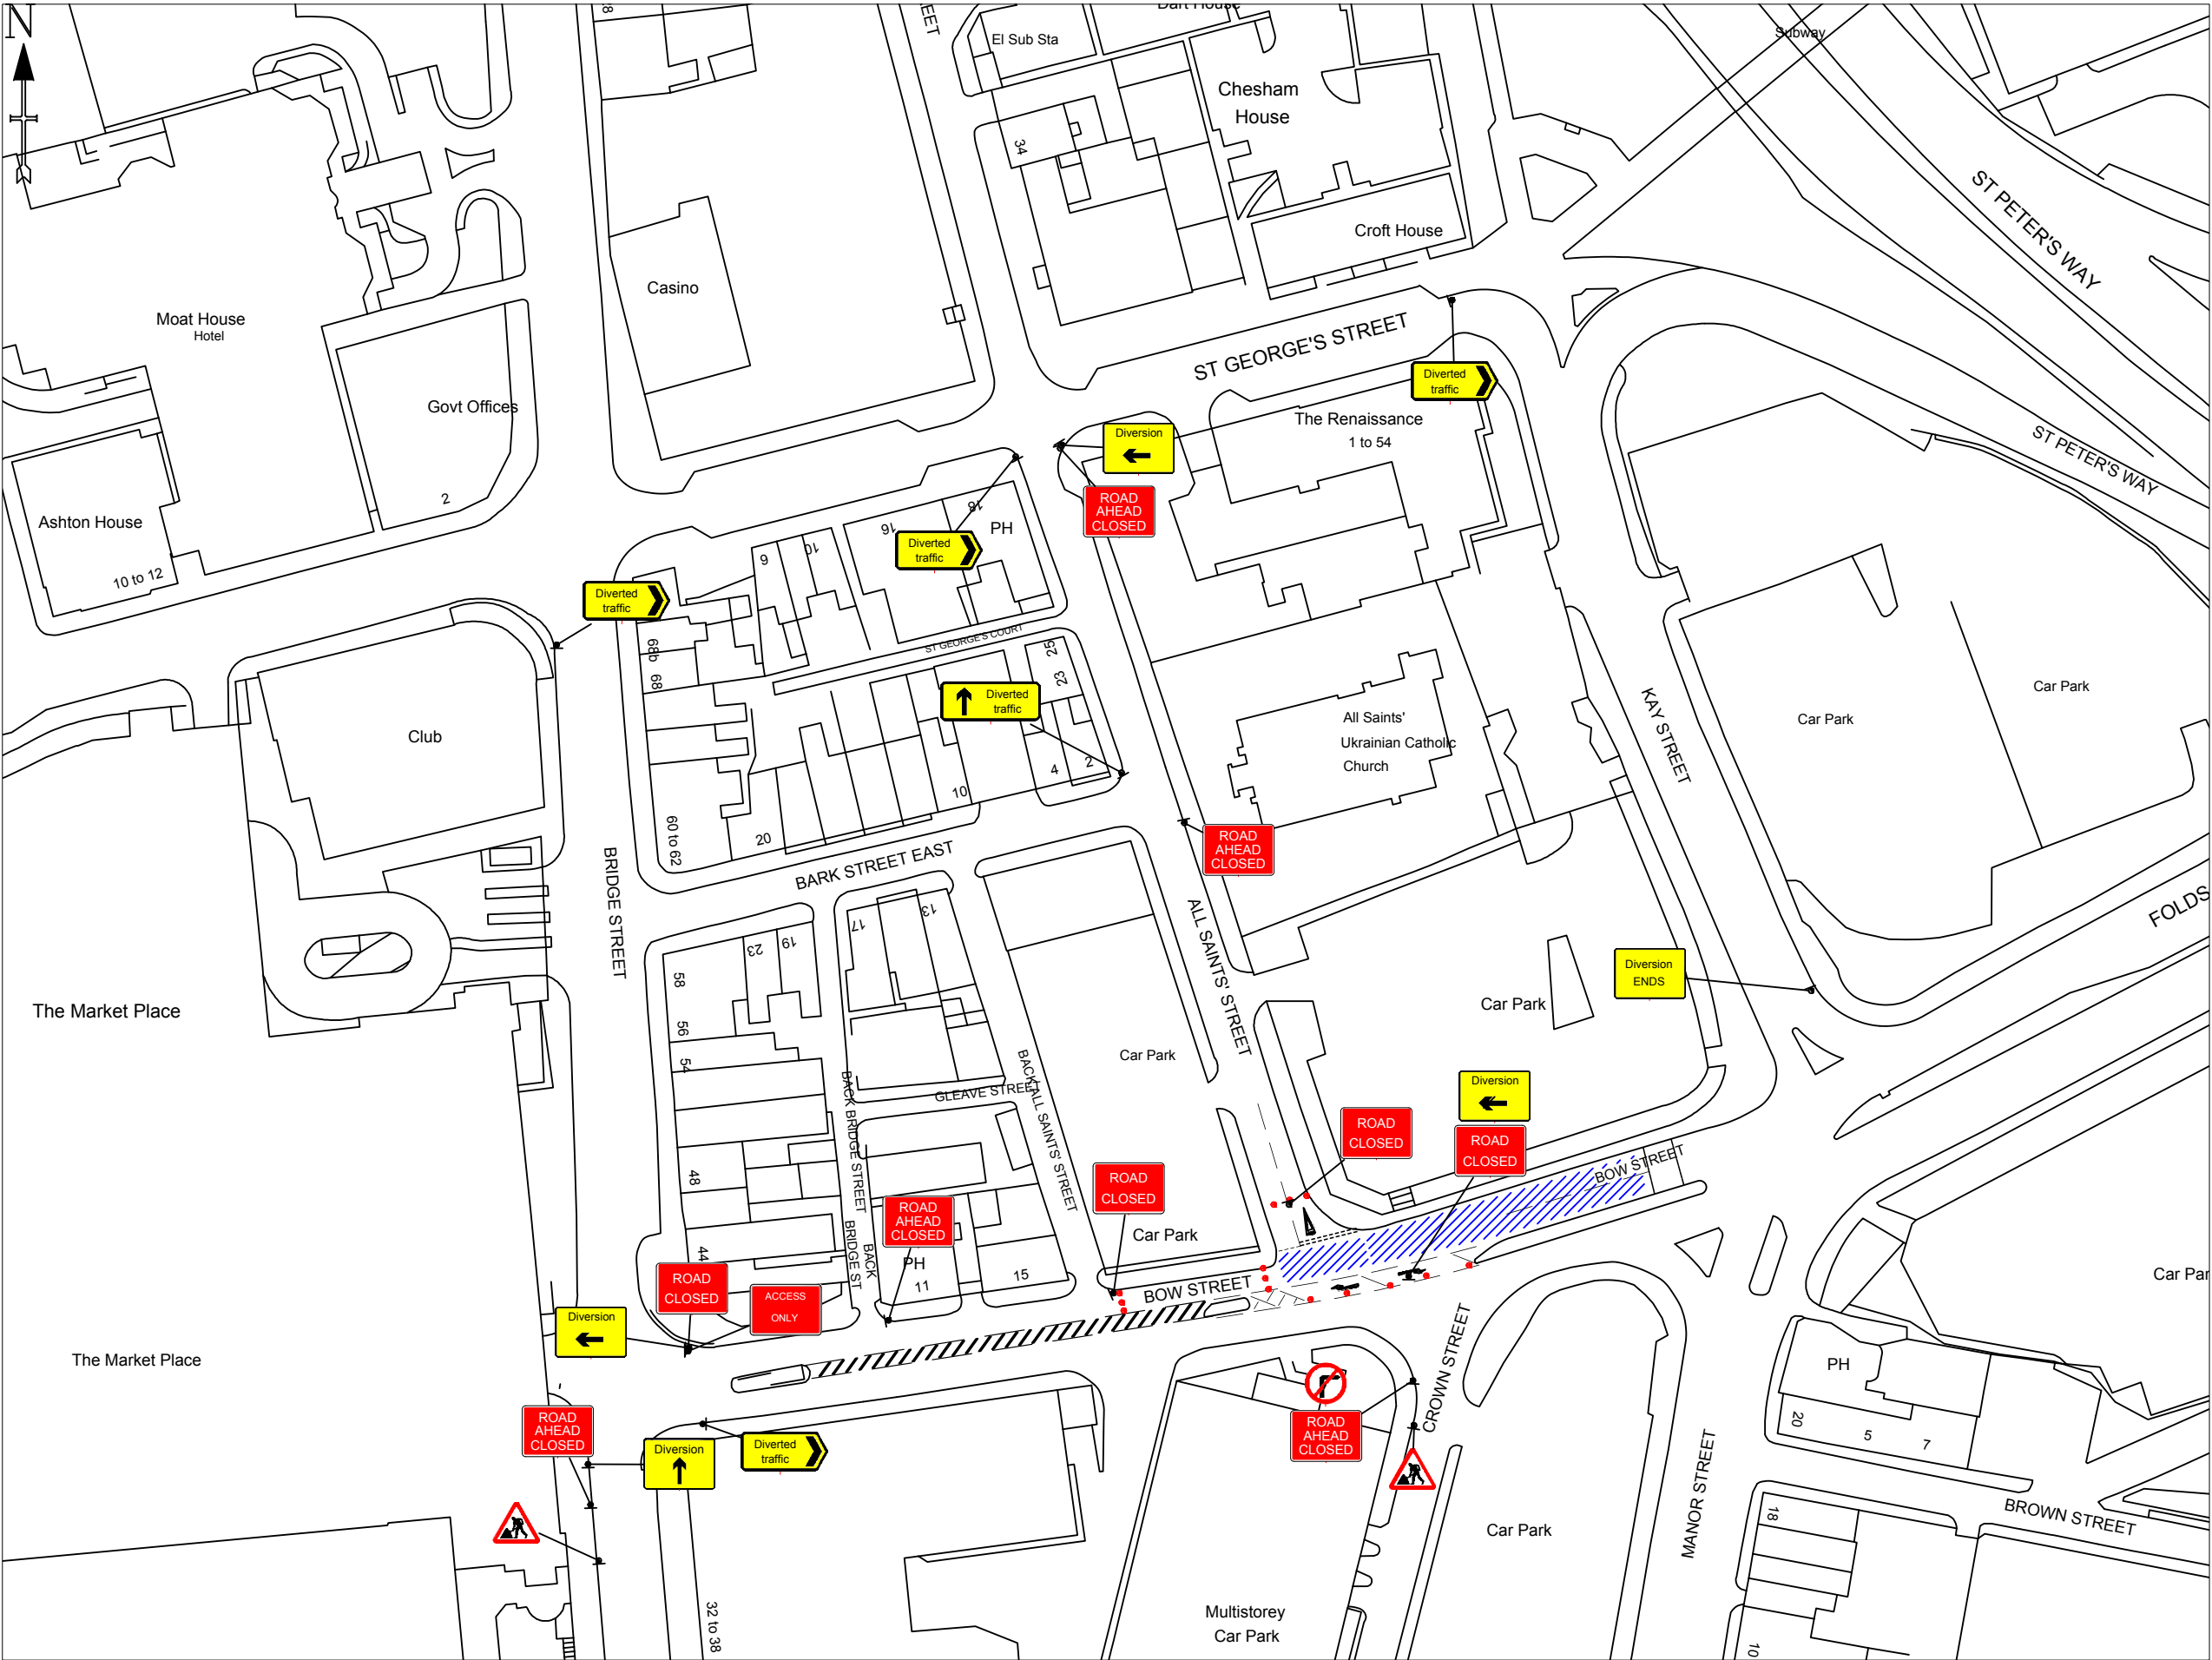 N
38
EET
Dart House
El Sub Sta
Subway
Chesham
House
34
ST PETER'S WAY
Croft House
Casino
Moat House
Hotel
ST GEORGE'S STREET
Diverted
traffic
Govt Offices
The Renaissance
1 to 54
Diversion
ST PETER'S WAY
2
ROAD
AHEAD
CLOSED
Ashton House
18
16
PH
10
6
Diverted
traffic
10 to 12
Diverted
traffic
ST GEORGE'S COURT
68b
68
25
23
Diverted
traffic
Car Park
Car Park
All Saints'
Ukrainian Catholic
Church
KAY STREET
Club
4
2
10
60 to 62
20
ROAD
AHEAD
CLOSED
BARK STREET EAST
BRIDGE STREET
FOLDS
17
13
23
19
58
ALL SAINTS' STREET
Diversion
ENDS
The Market Place
Car Park
56
54
Car Park
BACK BRIDGE STREET
GLEAVE STREET
BACK ALL SAINTS' STREET
Diversion
ROAD
CLOSED
ROAD
CLOSED
48
ROAD
CLOSED
BOW STREET
ROAD
AHEAD
CLOSED
Car Park
44
BRIDGE ST
BACK
PH
11
15
ROAD
CLOSED
ACCESS
ONLY
BOW STREET
Car Par
Diversion
The Market Place
CROWN STREET
PH
ROAD
AHEAD
CLOSED
ROAD
AHEAD
CLOSED
20
5
7
Diversion
Diverted
traffic
MANOR STREET
18
BROWN STREET
Car Park
32 to 38
Multistorey
Car Park
10